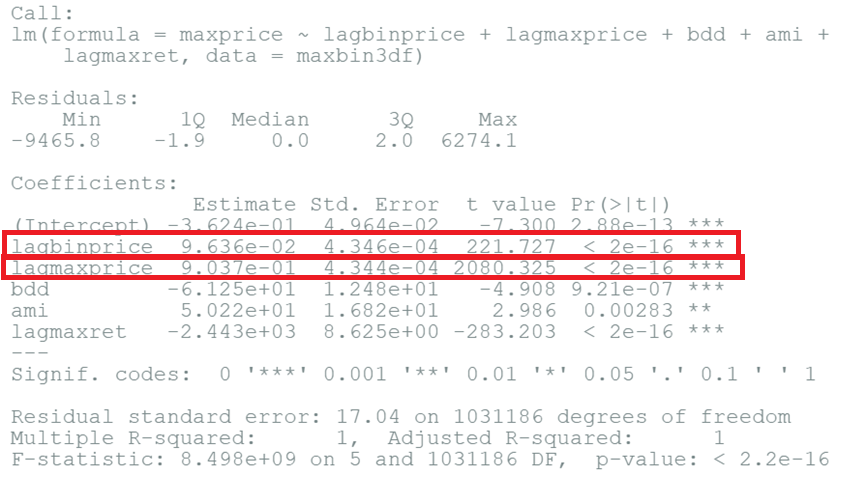 Call:
lm(formula = maxprice ~ lagbinprice + lagmaxprice + bdd + ami +
    lagmaxret, data = maxbin3df)
Residuals:
    Min      1Q  Median      3Q     Max
-9465.8    -1.9     0.0     2.0  6274.1
Coefficients:
              Estimate Std. Error  t value Pr(>|t|)
(Intercept) -3.624e-01  4.964e-02   -7.300 2.88e-13 ***
lagbinprice  9.636e-02  4.346e-04  221.727  < 2e-16 ***
lagmaxprice  9.037e-01  4.344e-04 2080.325  < 2e-16 ***
bdd         -6.125e+01  1.248e+01   -4.908 9.21e-07 ***
ami          5.022e+01  1.682e+01    2.986  0.00283 **
lagmaxret   -2.443e+03  8.625e+00 -283.203  < 2e-16 ***
---
Signif. codes:  0 '***' 0.001 '**' 0.01 '*' 0.05 '.' 0.1 ' ' 1
Residual standard error: 17.04 on 1031186 degrees of freedom
Multiple R-squared:      1, Adjusted R-squared:      1
F-statistic: 8.498e+09 on 5 and 1031186 DF,  p-value: < 2.2e-16